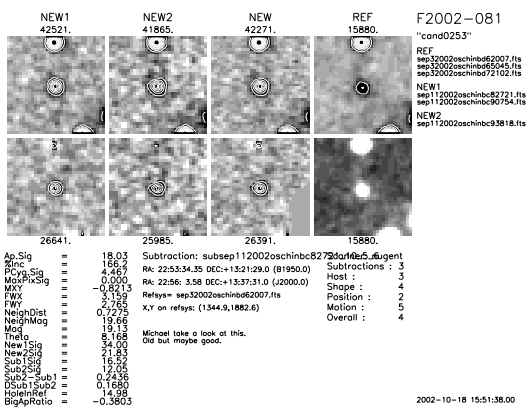 NEW1 NEW2 NEW REF F2002-081
42521. 41865. 42271. 15880.
"cand0253"
REF
sep32002oschinbd62007.fts
sep32002oschinbd65045.fts
sep32002oschinbd72102.fts
NEW1
sep112002oschinbc82721.fts
sep112002oschinbc90754.fts
NEW2
sep112002oschinbc93818.fts
26641. 25985. 26391. 15880.
Ap.Sig = 18.03
%Inc = 166.2
PCyg.Sig = 4.467
MaxPixSig = 0.000
MXY = -0.8213
FWX = 3.159
FWY = 2.765
NeighDist = 0.7275
NeighMag = 19.66
Mag = 19.13
Theta = 8.168
New1Sig = 34.00
New2Sig = 21.83
Sub1Sig = 16.52
Sub2Sig = 12.05
Sub2-Sub1 = 0.2436
DSub1Sub2 = 0.1680
HoleInRef = 14.98
BigApRatio = -0.3803
Subtraction: subsep112002oschinbc82721
RA: 22:53:34.35 DEC:+13:21:29.0 (B1950.0)
RA: 22:56: 3.58 DEC:+13:37:31.0 (J2000.0)
Refsys= sep32002oschinbd62007.fts
X,Y on refsys: (1344.9,1882.6)
Michael take a look at this.
Old but maybe good.
Subtractions : 3
Host : 3
Shape : 4
Position : 2
Motion : 5
Overall : 4
2002-10-18 15:51:38.00